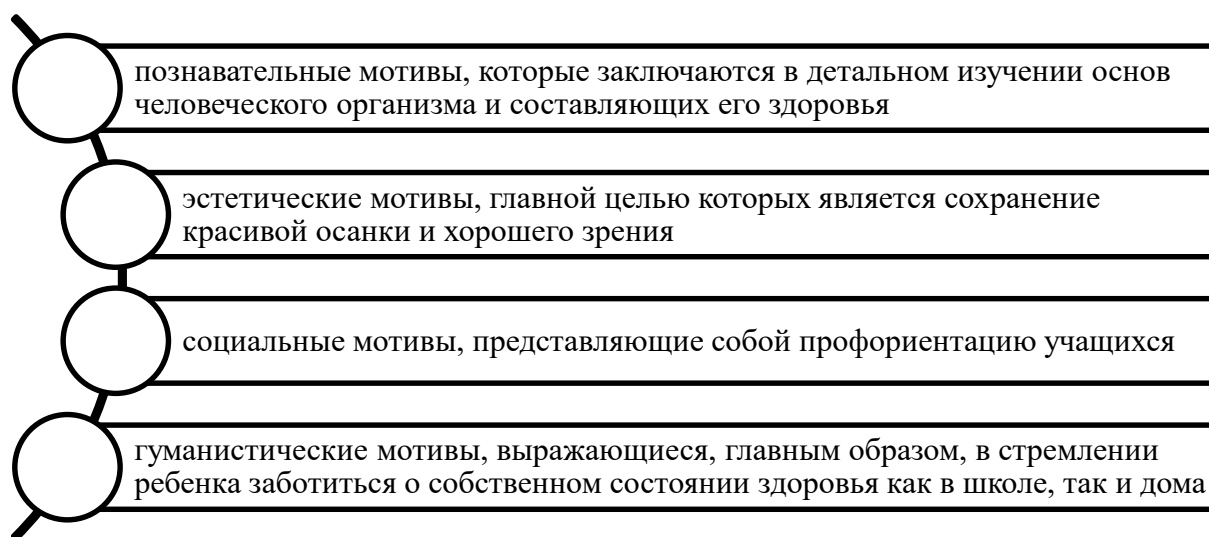 познавательные мотивы, которые заключаются в детальном изучении основ
человеческого организма и составляющих его здоровья
эстетические мотивы, главной целью которых является сохранение
красивой осанки и хорошего зрения
социальные мотивы, представляющие собой профориентацию учащихся
гуманистические мотивы, выражающиеся, главным образом, в стремлении
ребенка заботиться о собственном состоянии здоровья как в школе, так и дома